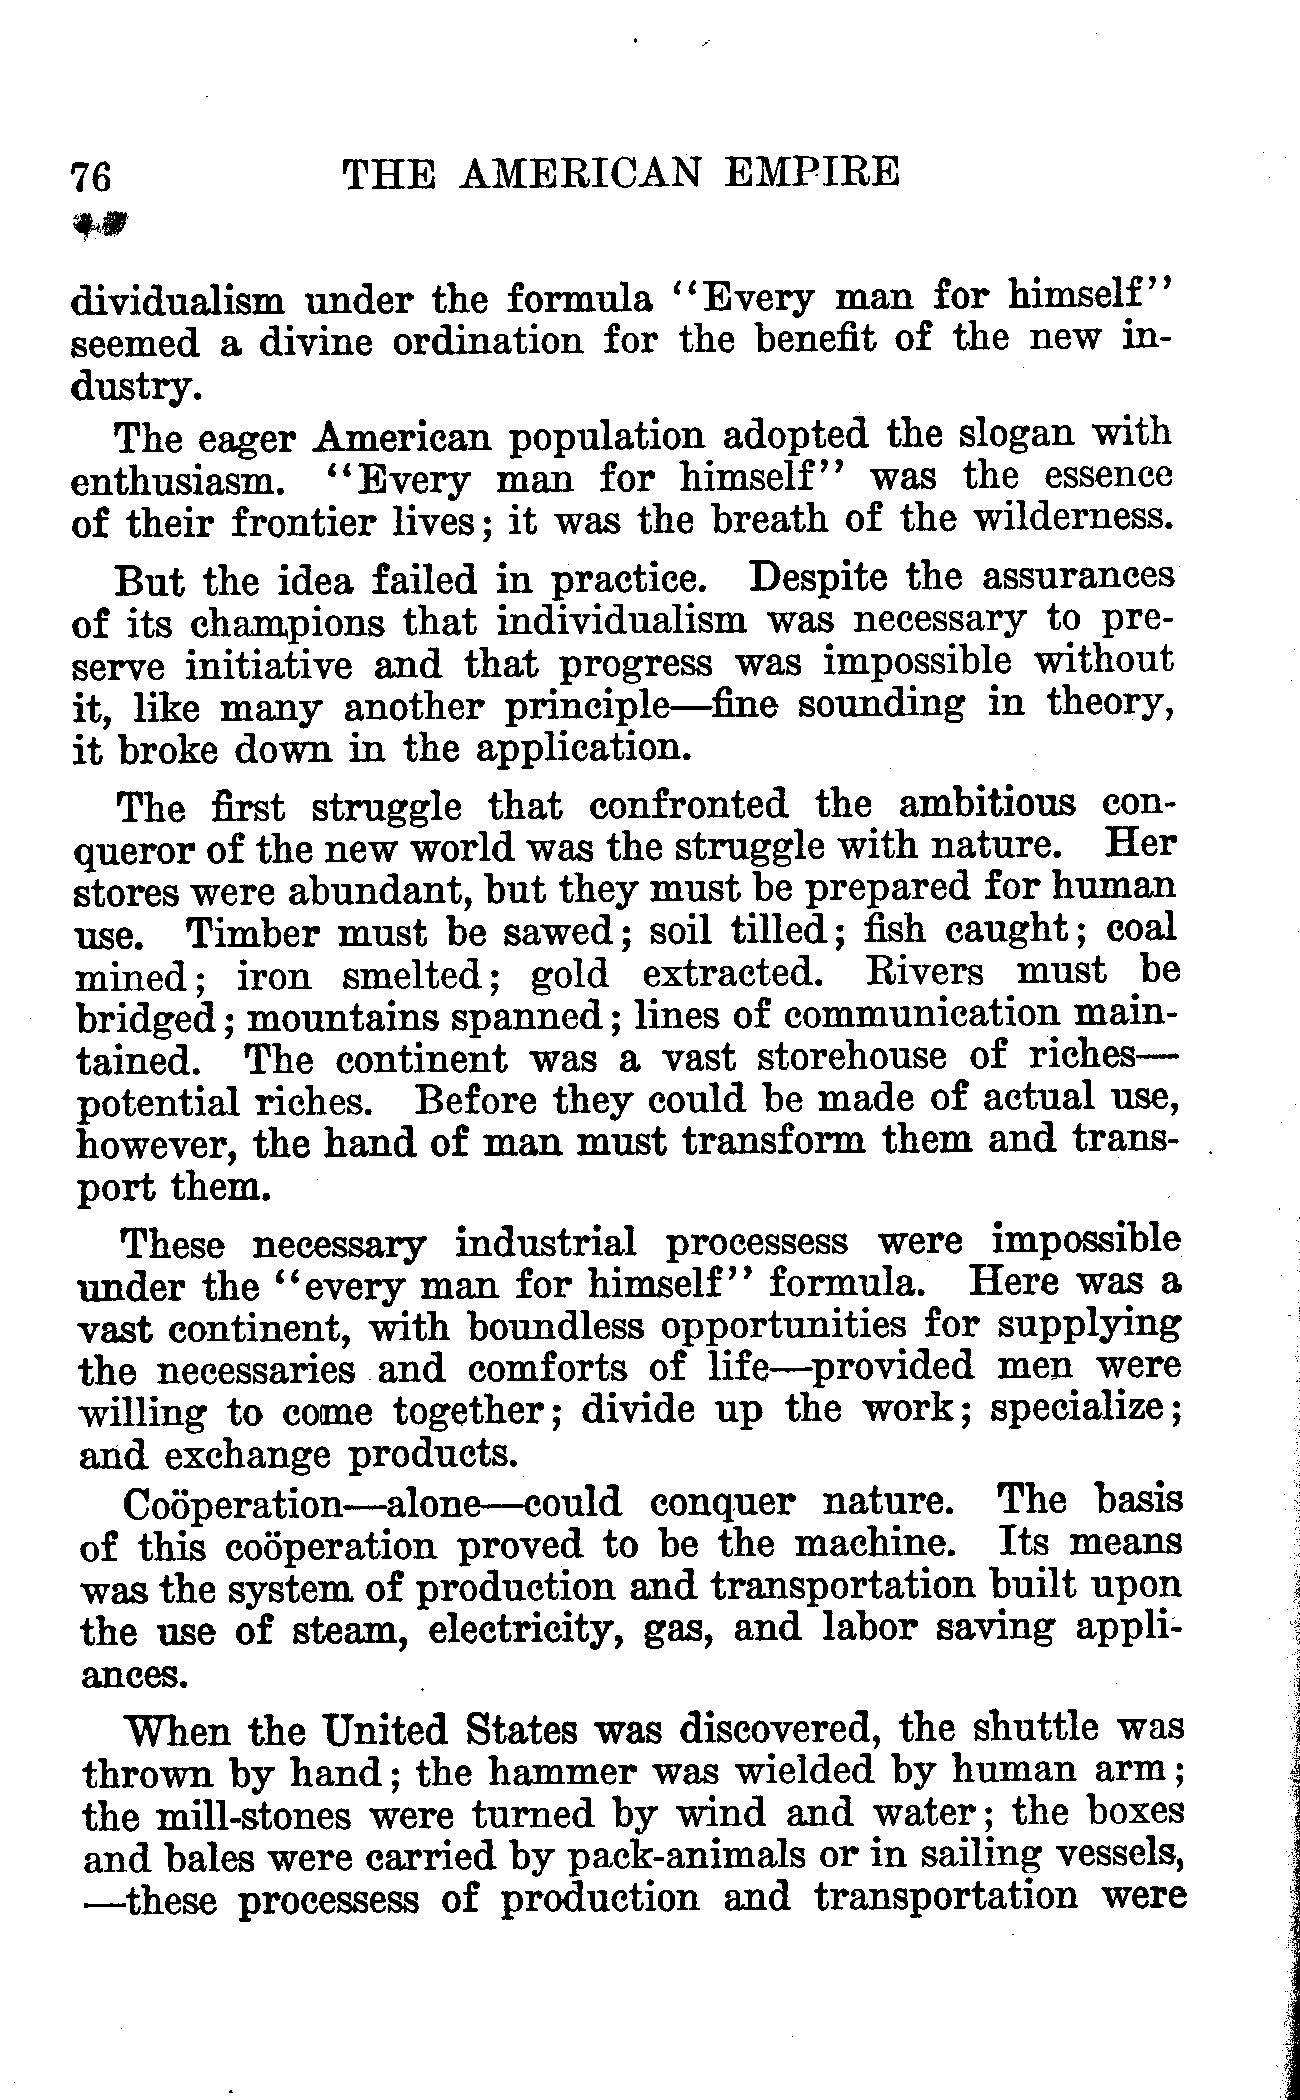 76 THE AMERICAN EMPIRE
dividualism under the formula "Every man for himself"
seemed a divine ordination for the benefit of the new in-
dustry.
The eager American population adopted the slogan with
enthusiasm. "Every man for himself" was the essence
of their frontier lives; it was the breath of the wilderness.
But the idea failed in practice. Despite the assurances
of its champions that individualism was necessary to pre-
serve initiative and that progress was impossible without
it, like many another principle—fine sounding in theory,
it broke down in the application.
The first struggle that confronted the ambitious con-
queror of the new world was the struggle with nature. Her
stores were abundant, but they must be prepared for human
use. Timber must be sawed; soil tilled; fish caught; coal
mined; iron smelted; gold extracted. Rivers must be
bridged; mountains spanned; lines of communication main-
tained. The continent was a vast storehouse of riches—
potential riches. Before they could be made of actual use,
however, the hand of man must transform them and trans-
port them.
These necessary industrial processess were impossible
under the "every man for himself" formula. Here was a
vast continent, with boundless opportunities for supplying
the necessaries and comforts of life—provided men were
willing to come together; divide up the work; specialize;
and exchange products.
Coöperation—alone—could conquer nature. The basis
of this coöperation proved to be the machine. Its means
was the system of production and transportation built upon
the use of steam, electricity, gas, and labor saving appli-
ances.
When the United States was discovered, the shuttle was
thrown by hand; the hammer was wielded by human arm;
the mill-stones were turned by wind and water; the boxes
and bales were carried by pack-animals or in sailing vessels,
—these processess of production and transportation were